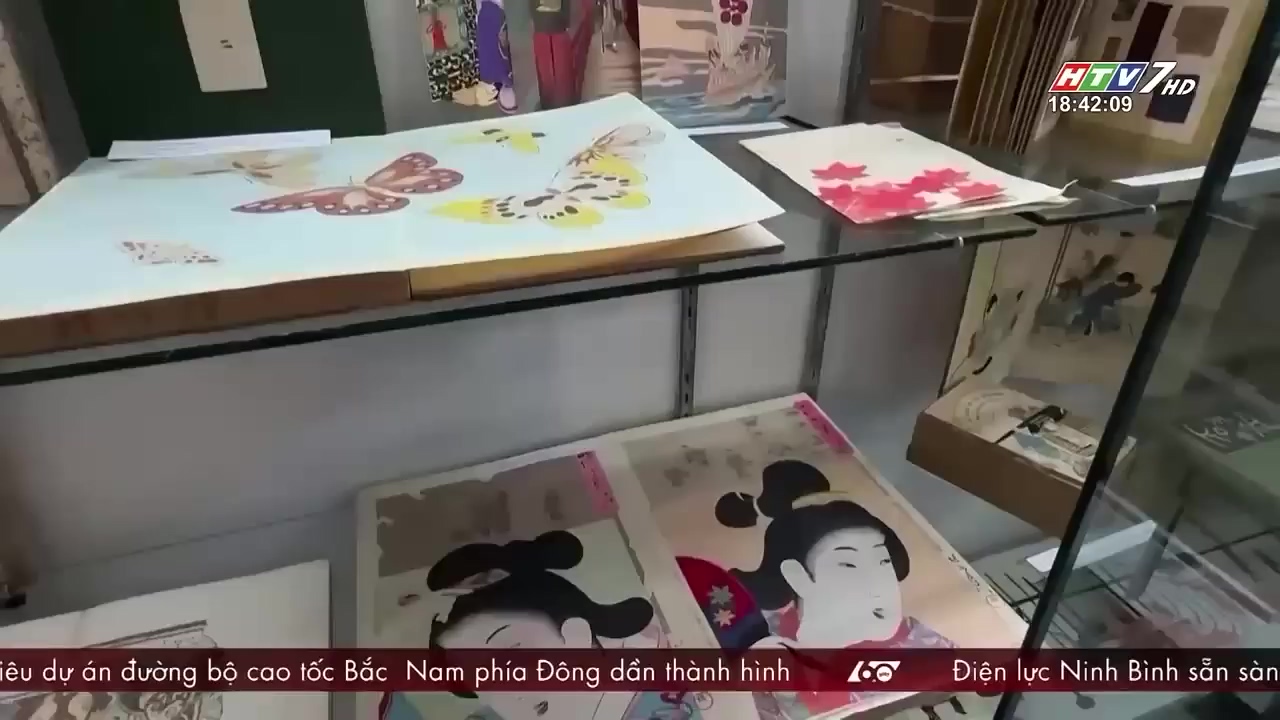 HTV7HD
18:42:09
iêu dự án đường bộ cao tốc Bắc Nam phía Đông dần thành hình
60 Điện lực Ninh Bình sẵn sàn